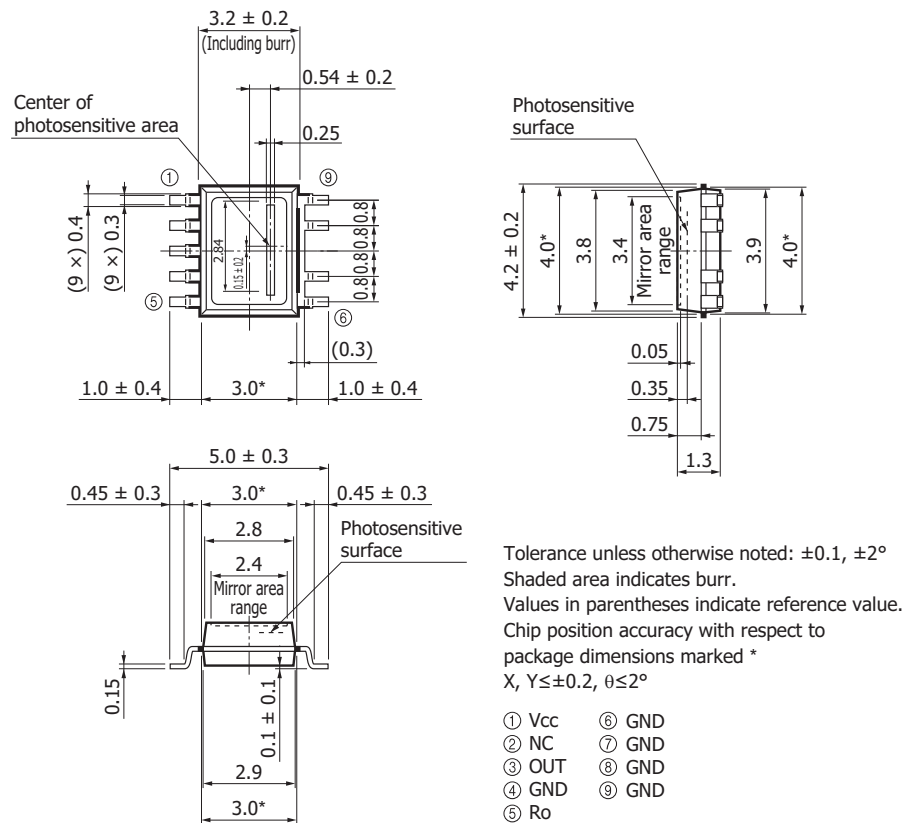 3.2 ± 0.2
(Including burr)
0.54 ± 0.2
Center of
photosensitive area
0.25
①
⑨
(9 ×) 0.4
(9 ×) 0.3
2.84
0.15 ± 0.2
0.8
0.8
0.8
0.8
⑤
⑥
(0.3)
1.0 ± 0.4
3.0*
1.0 ± 0.4
Photosensitive
surface
4.2 ± 0.2
4.0*
3.8
3.4
Mirror area
range
3.9
4.0*
0.05
0.35
0.75
1.3
5.0 ± 0.3
0.45 ± 0.3
3.0*
0.45 ± 0.3
2.8
Photosensitive
surface
2.4
Mirror area
range
0.15
0.1 ± 0.1
2.9
3.0*
Tolerance unless otherwise noted: ±0.1, ±2°
Shaded area indicates burr.
Values in parentheses indicate reference value.
Chip position accuracy with respect to
package dimensions marked *
X, Y≤±0.2, θ≤2°
① Vcc ⑥ GND
② NC ⑦ GND
③ OUT ⑧ GND
④ GND ⑨ GND
⑤ Ro